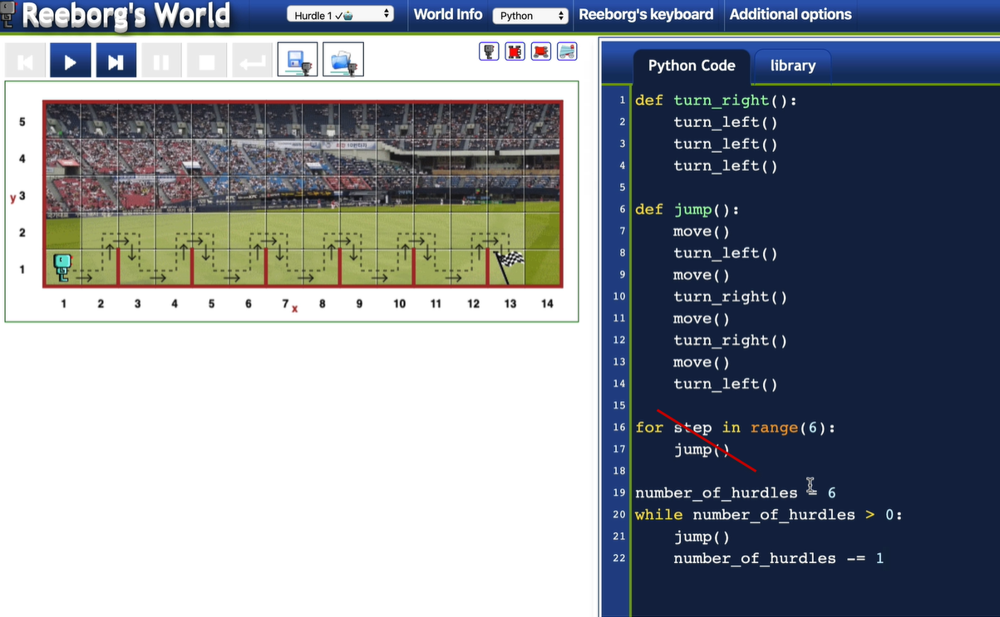 Reeborg's World
Hurdle 1
World Info
Python
Reeborg's keyboard
Additional options
5
4
y 3
2
1
1 2 3 4 5 6 7 x 8 9 10 11 12 13 14
Python Code
library
1 def turn_right():
2 turn_left()
3 turn_left()
4 turn_left()
5
6 def jump():
7 move()
8 turn_left()
9 move()
10 turn_right()
11 move()
12 turn_right()
13 move()
14 turn_left()
15
16 for step in range(6):
17 jump()
18
19 number_of_hurdles = 6
20 while number_of_hurdles > 0:
21 jump()
22 number_of_hurdles -= 1